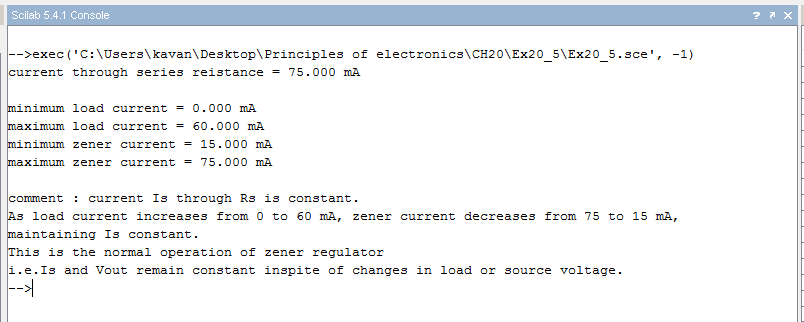 Scilab 5.4.1 Console
-->exec('C:\Users\kavan\Desktop\Principles of electronics\CH20\Ex20_5\Ex20_5.sce', -1)
current through series reistance = 75.000 mA
minimum load current = 0.000 mA
maximum load current = 60.000 mA
minimum zener current = 15.000 mA
maximum zener current = 75.000 mA
comment : current Is through Rs is constant.
As load current increases from 0 to 60 mA, zener current decreases from 75 to 15 mA,
maintaining Is constant.
This is the normal operation of zener regulator
i.e.Is and Vout remain constant inspite of changes in load or source voltage.
-->